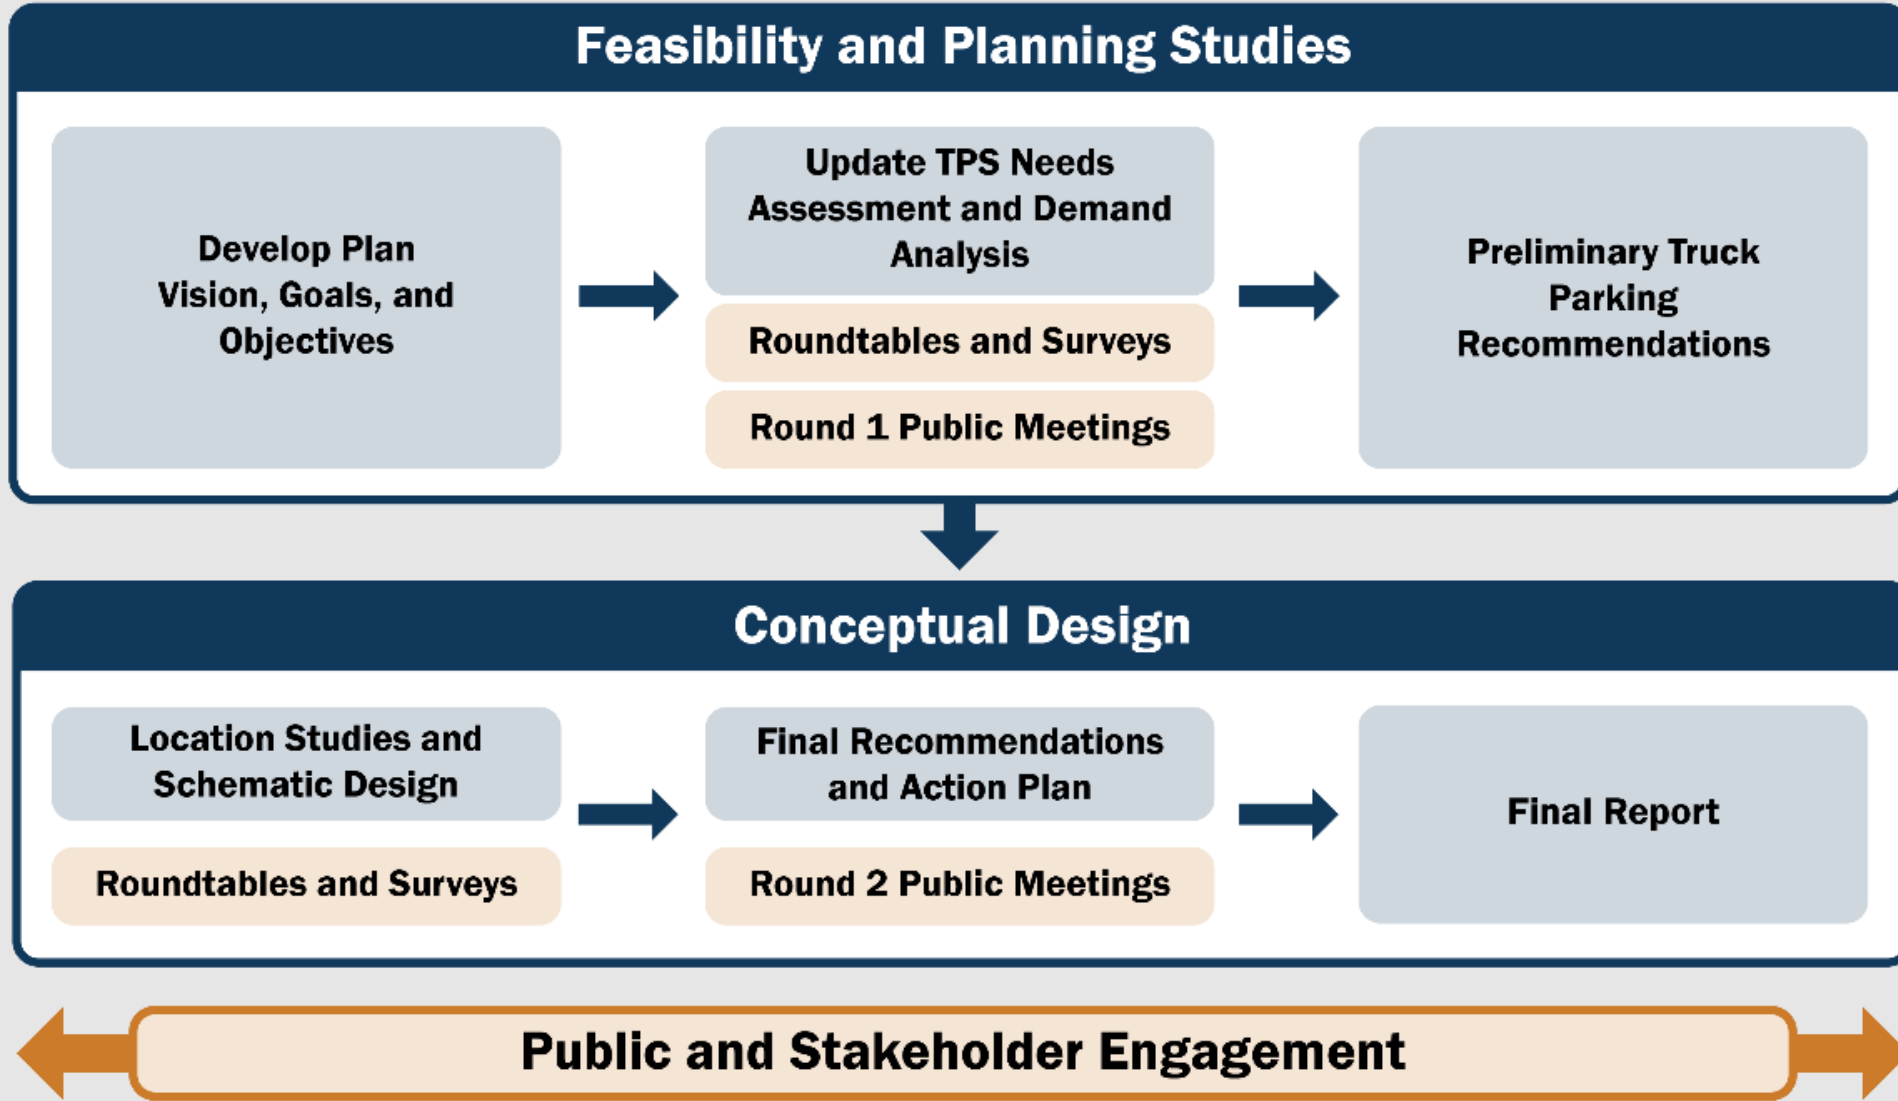 Feasibility and Planning Studies
Develop Plan
Vision, Goals, and
Objectives
Update TPS Needs
Assessment and Demand
Analysis
Roundtables and Surveys
Round 1 Public Meetings
Preliminary Truck
Parking
Recommendations
Conceptual Design
Location Studies and
Schematic Design
Roundtables and Surveys
Final Recommendations
and Action Plan
Round 2 Public Meetings
Final Report
Public and Stakeholder Engagement